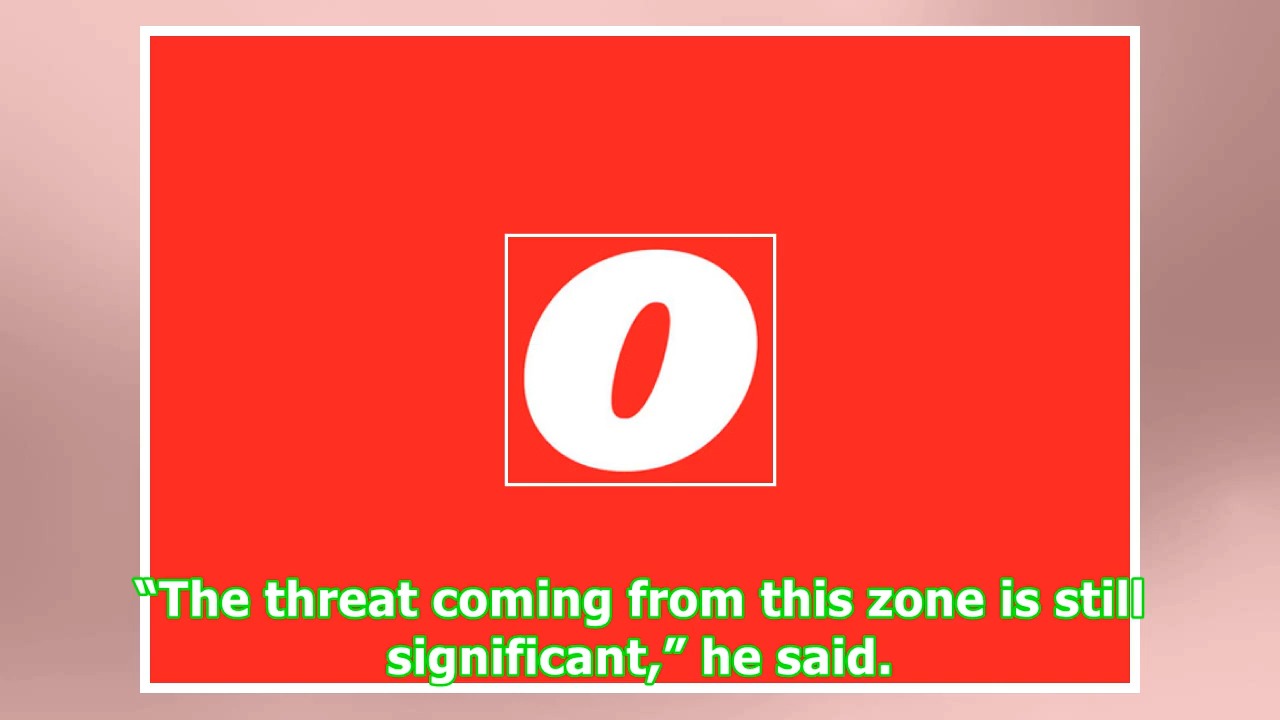 O
“The threat coming from this zone is still
significant,” he said.